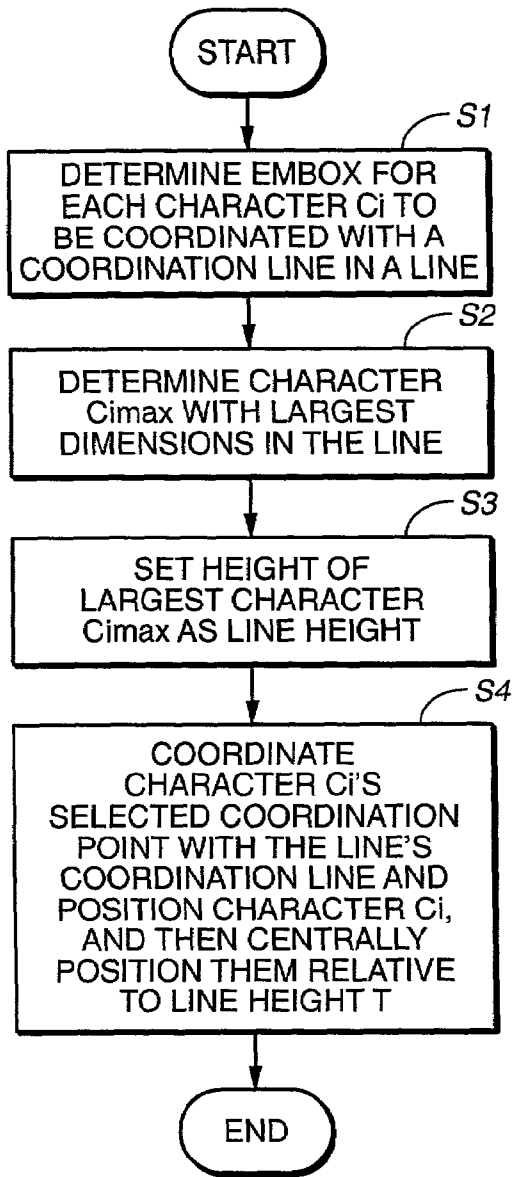 START
S1
DETERMINE EMBOX FOR
EACH CHARACTER Ci TO
BE COORDINATED WITH A
COORDINATION LINE IN A LINE
S2
DETERMINE CHARACTER
Cimax WITH LARGEST
DIMENSIONS IN THE LINE
S3
SET HEIGHT OF
LARGEST CHARACTER
Cimax AS LINE HEIGHT
S4
COORDINATE
CHARACTER Ci'S
SELECTED COORDINATION
POINT WITH THE LINE'S
COORDINATION LINE AND
POSITION CHARACTER Ci,
AND THEN CENTRALLY
POSITION THEM RELATIVE
TO LINE HEIGHT T
END